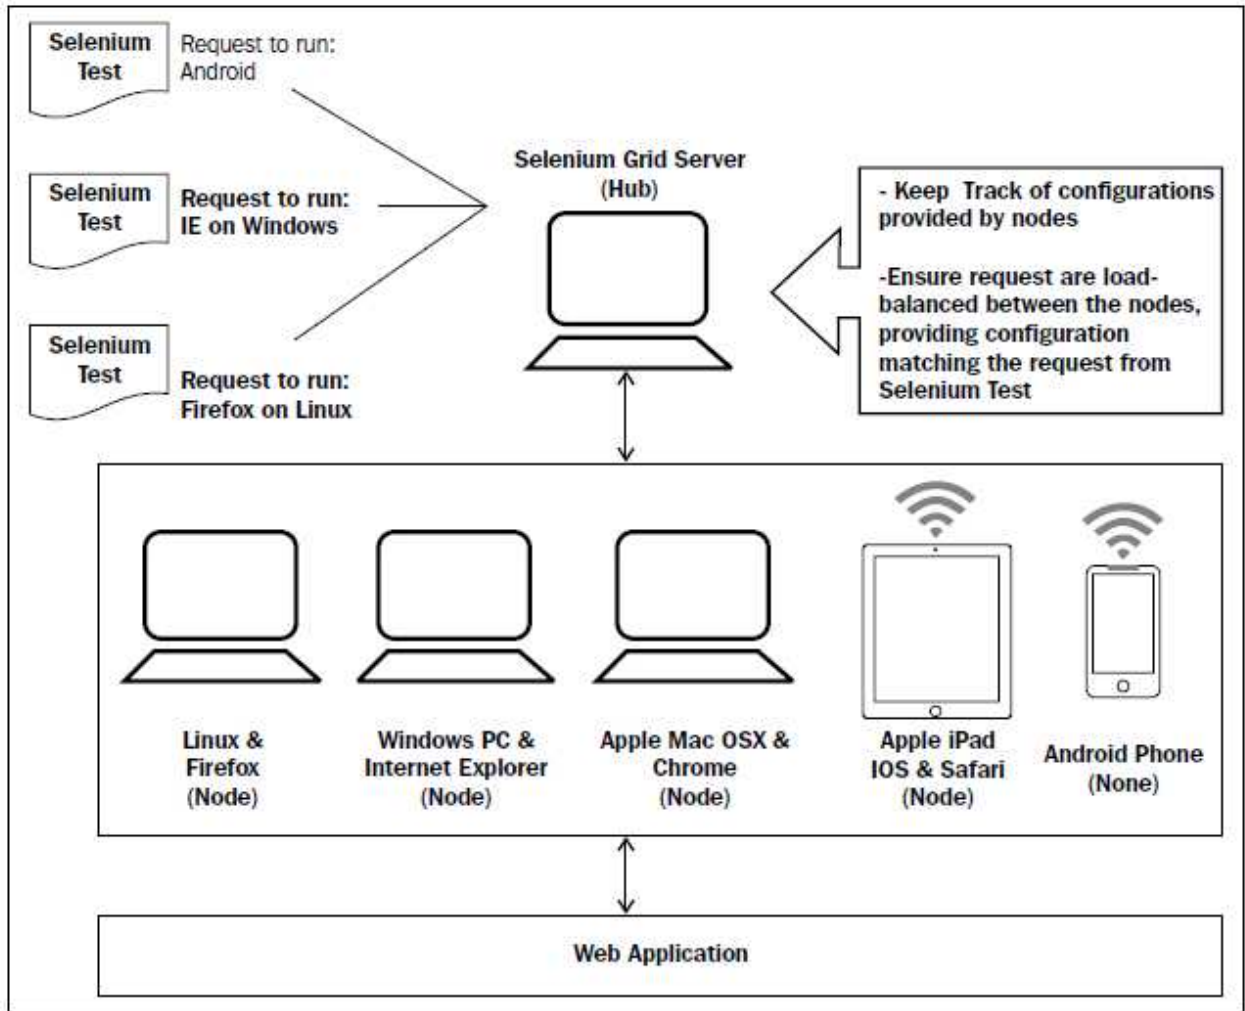 Selenium
Test
Request to run:
Android
Selenium
Test
Request to run:
IE on Windows
Selenium
Test
Request to run:
Firefox on Linux
Selenium Grid Server
(Hub)
- Keep Track of configurations
provided by nodes
-Ensure request are load-
balanced between the nodes,
providing configuration
matching the request from
Selenium Test
Linux &
Firefox
(Node)
Windows PC &
Internet Explorer
(Node)
Apple Mac OSX &
Chrome
(Node)
Apple iPad
IOS & Safari
(Node)
Android Phone
(None)
Web Application